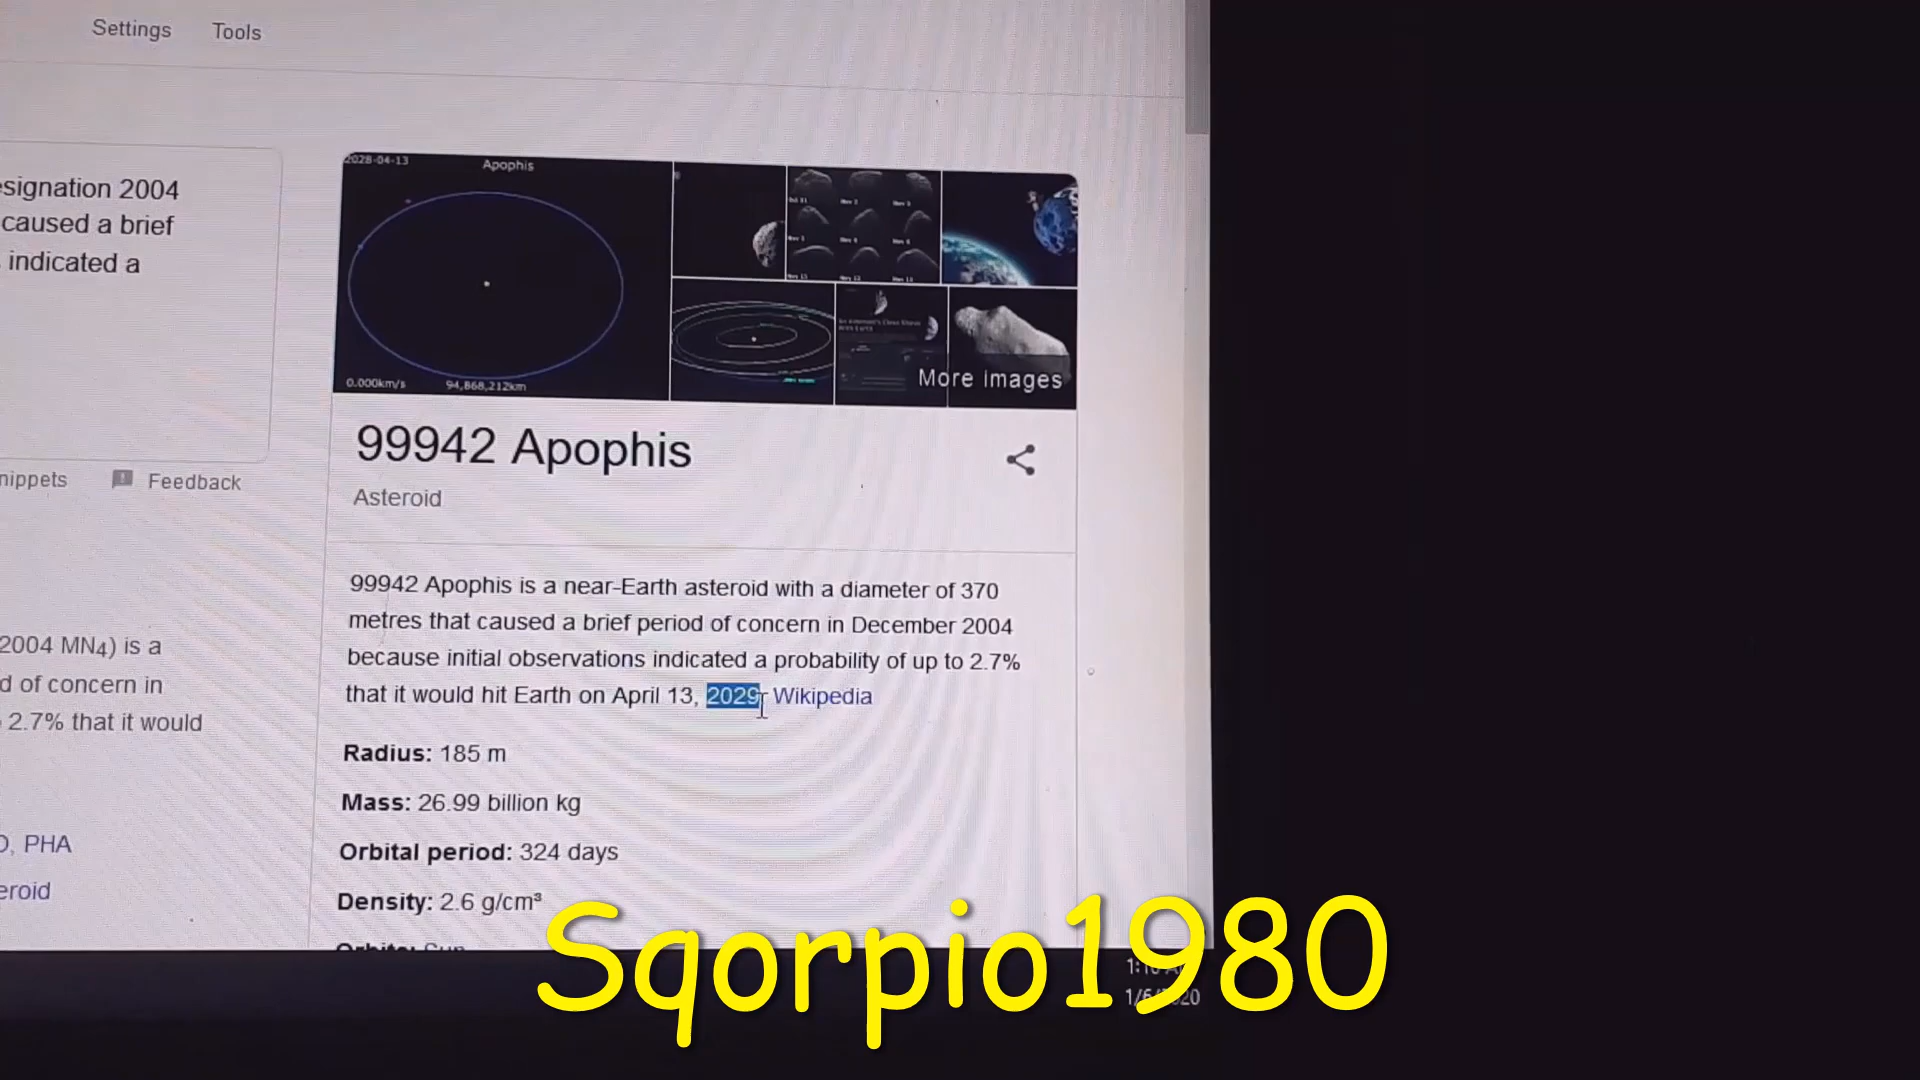 Settings Tools
esignation 2004
caused a brief
indicated a
nippets Feedback
2004 MN4) is a
d of concern in
2.7% that it would
PHA
eroid
2028-04-13 Apophis
0.000km/s 94,868,212km
More images
99942 Apophis
Asteroid
99942 Apophis is a near-Earth asteroid with a diameter of 370
metres that caused a brief period of concern in December 2004
because initial observations indicated a probability of up to 2.7%
that it would hit Earth on April 13, 2029. Wikipedia
Radius: 185 m
Mass: 26.99 billion kg
Orbital period: 324 days
Density: 2.6 g/cm³
Sqorpio1980